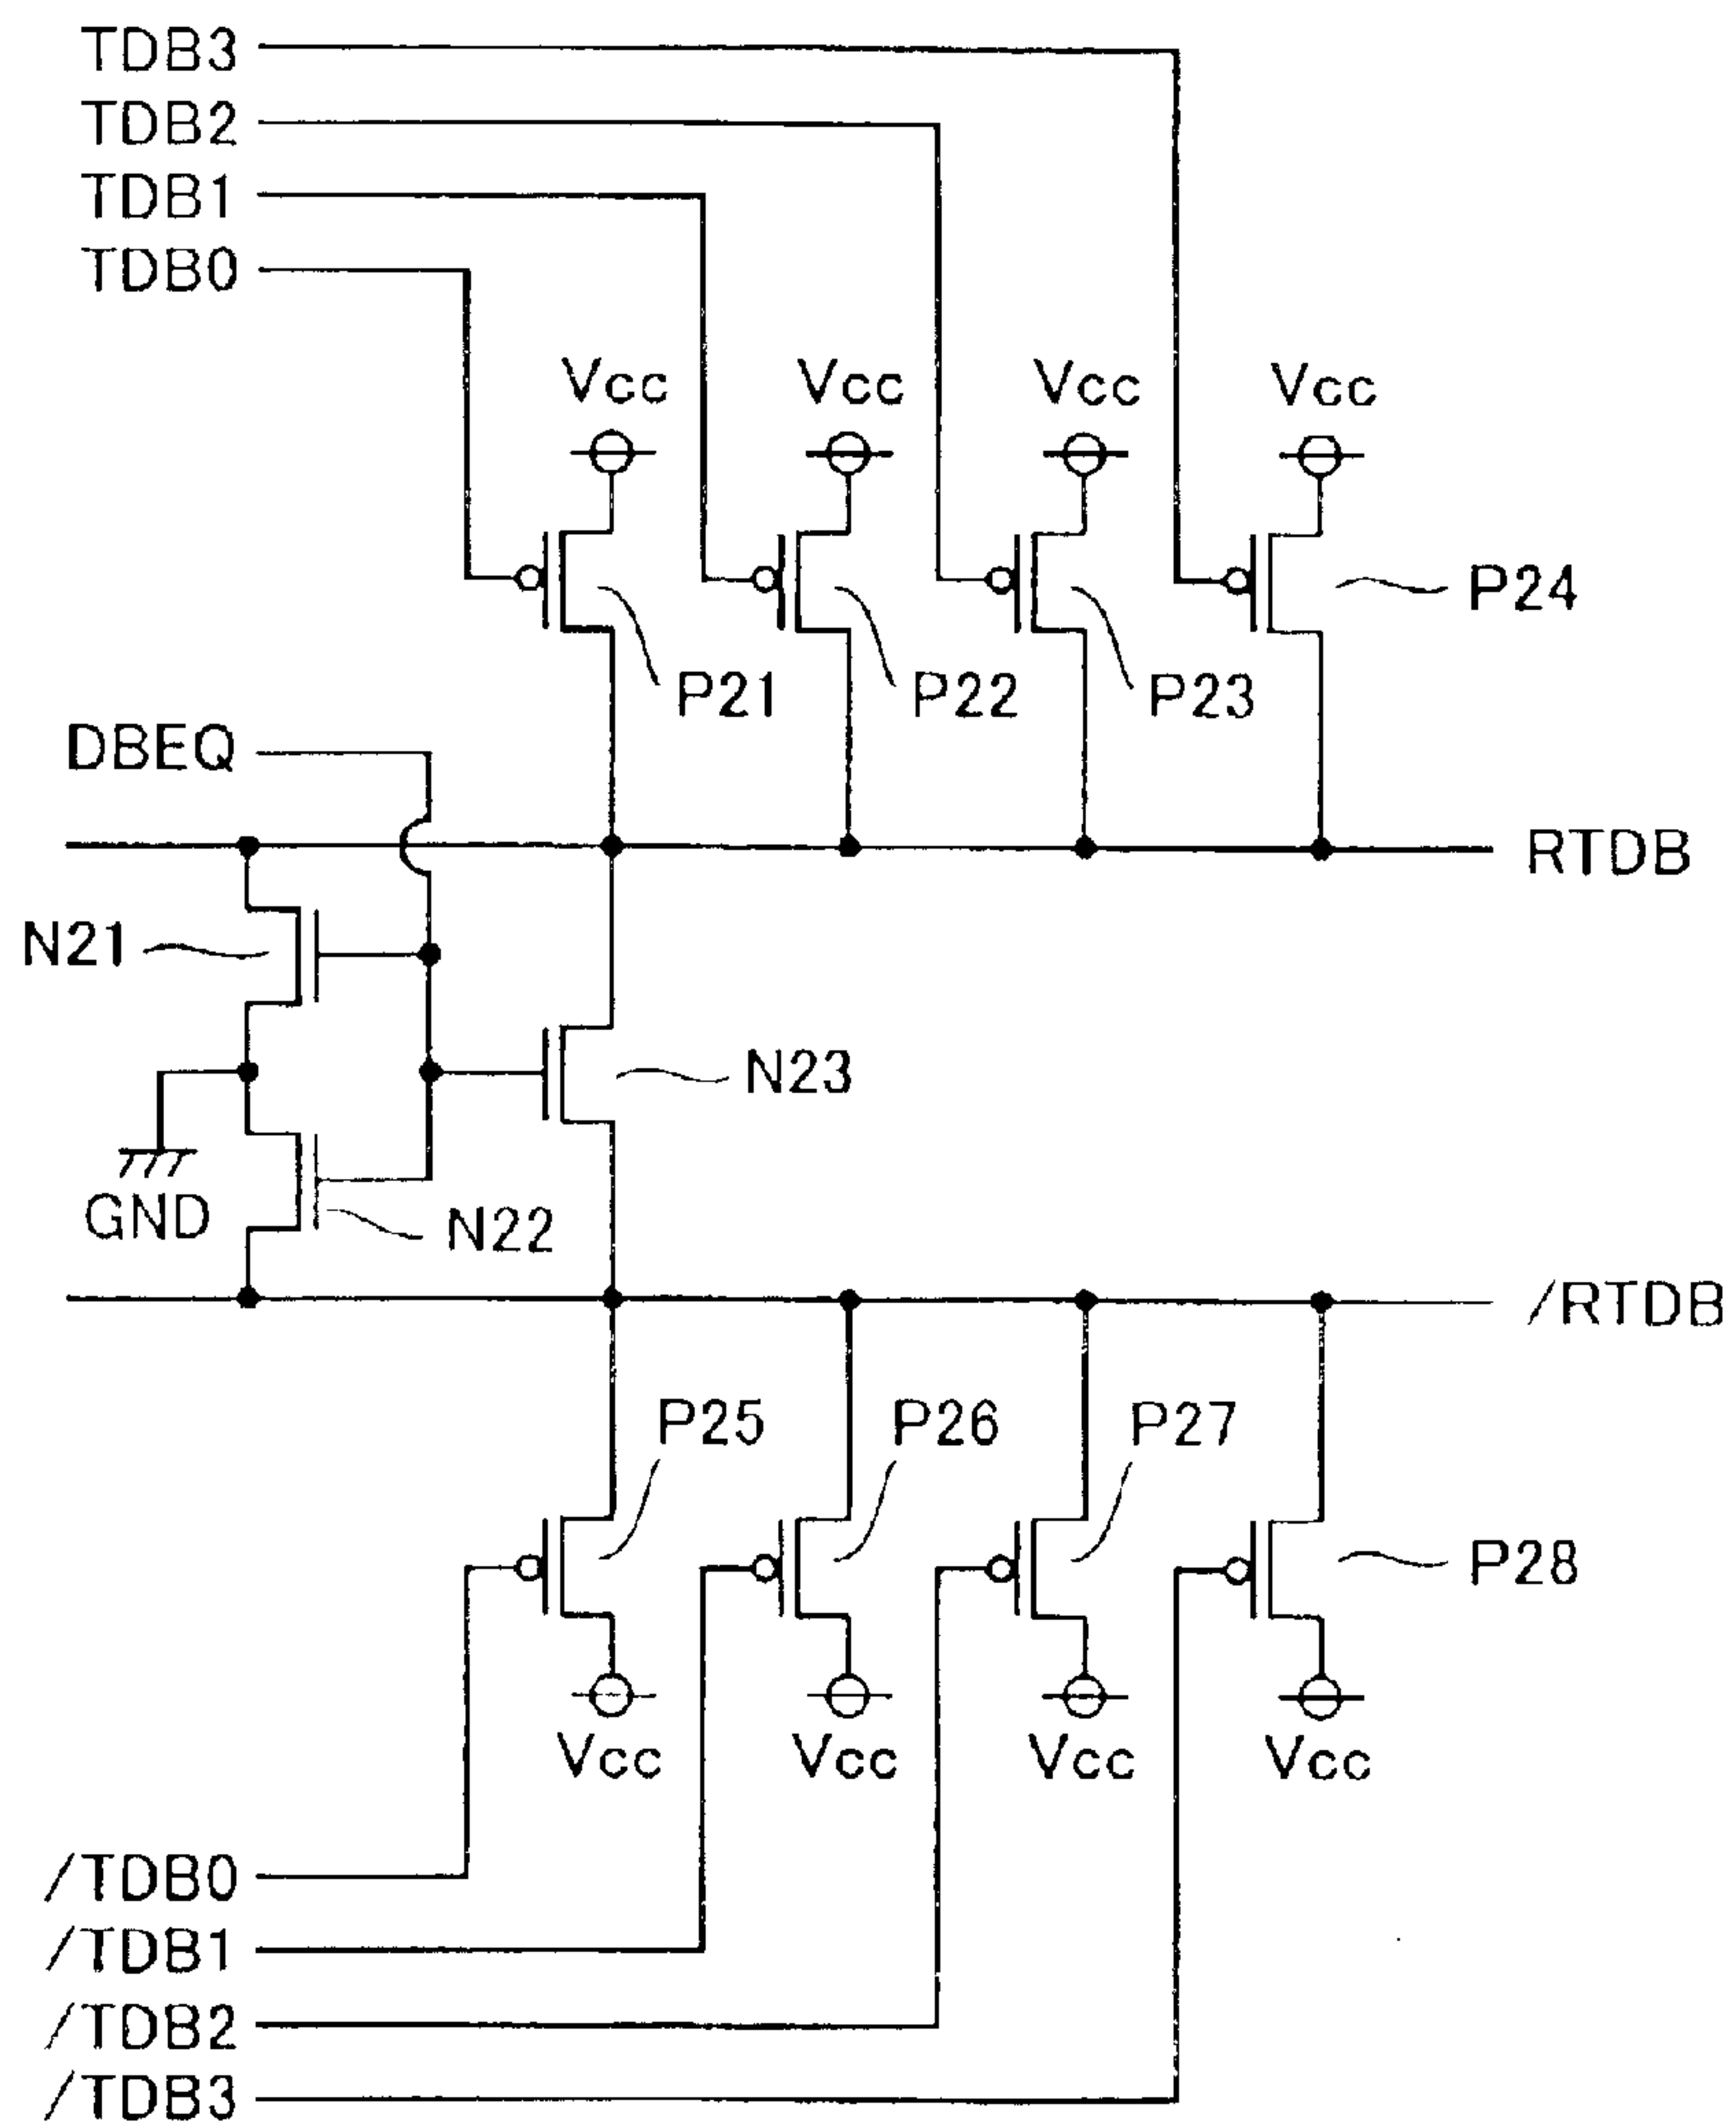 TDB3
TDB2
TDB1
TDB0
Vcc Vcc Vcc Vcc
P24
P21 P22 P23
DBEQ
RTDB
N21
N23
GND
N22
/RTDB
P25 P26 P27
P28
Vcc Vcc Vcc Vcc
/TDB0
/TDB1
/TDB2
/TDB3